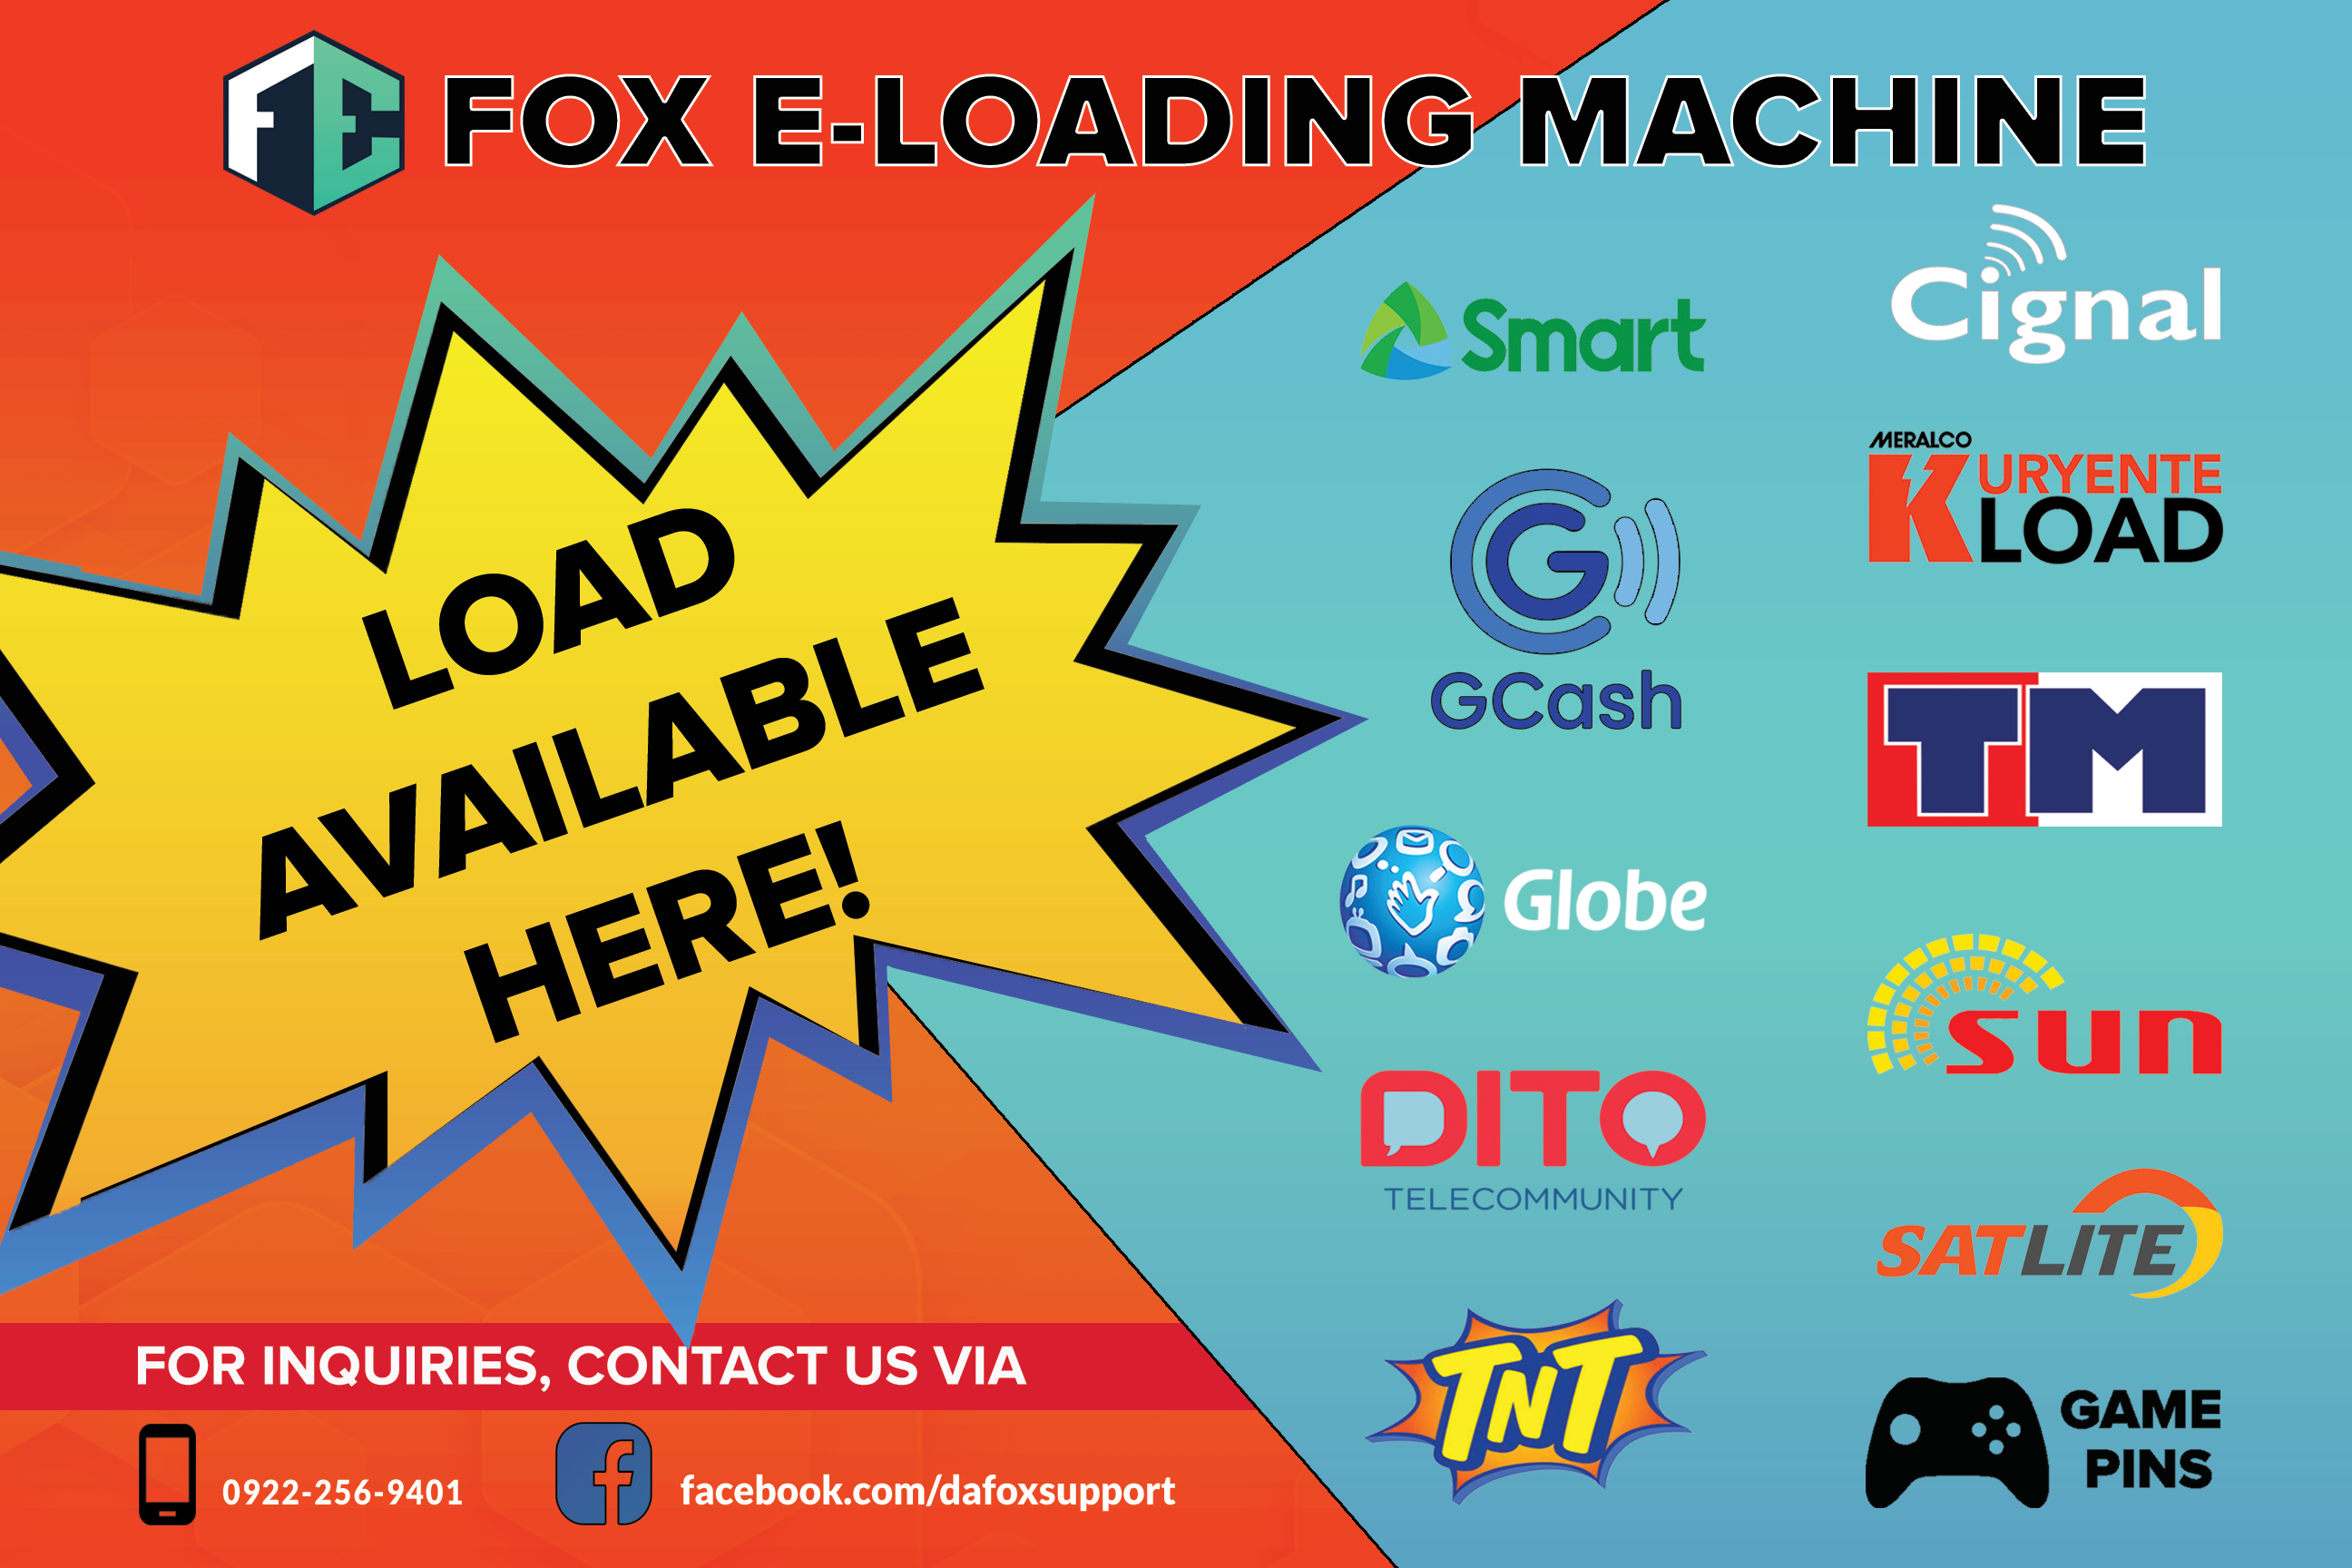 FE FOX E-LOADING MACHINE
LOAD
AVAILABLE
HERE!
FOR INQUIRIES, CONTACT US VIA
0922-256-9401
facebook.com/dafoxsupport
Smart
GCash
Globe
DITO
TELECOMMUNITY
TNT
Cignal
MERALCO
KURYENTE
LOAD
TM
sun
SATLITE
GAME
PINS